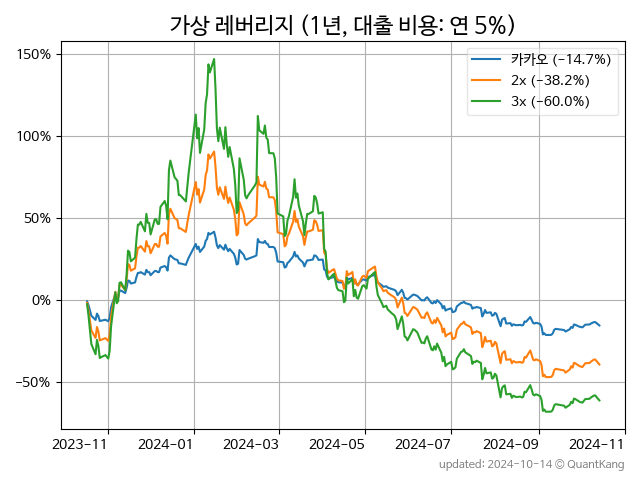 가상 레버리지 (1년, 대출 비용: 연 5%)
카카오 (−14.7%)
2x (−38.2%)
3x (−60.0%)
150%
100%
50%
0%
−50%
2023-11 2024-01 2024-03 2024-05 2024-07 2024-09 2024-11
updated: 2024-10-14 © QuantKang